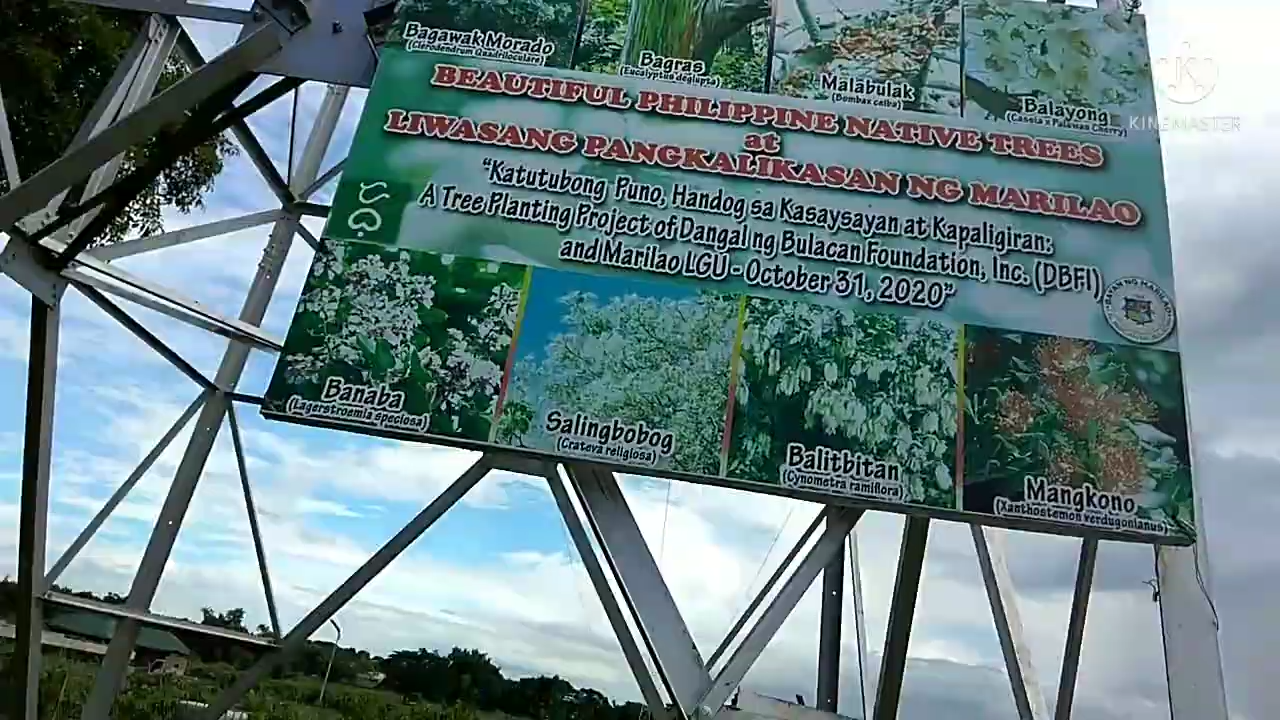 Bagawak Morado
(Clerodendrum Quadriloculare)
Bagras
(Eucalyptus deglupta)
Malabulak
(Bombax ceiba)
Balayong
(Cassia x Palawan Cherry)
KINEMASTER
BEAUTIFUL PHILIPPINE NATIVE TREES
at
LIWASANG PANGKALIKASAN NG MARILAO
“Katutubong Puno, Handog sa Kasaysayan at Kapaligiran:
A Tree Planting Project of Dangal ng Bulacan Foundation, Inc. (DBFI)
and Marilao LGU - October 31, 2020”
Banaba
(Lagerstroemia speciosa)
Salingbobog
(Crateva religiosa)
Balitbitan
(Cynometra ramiflora)
Mangkono
(Xanthostemon verdugonianus)